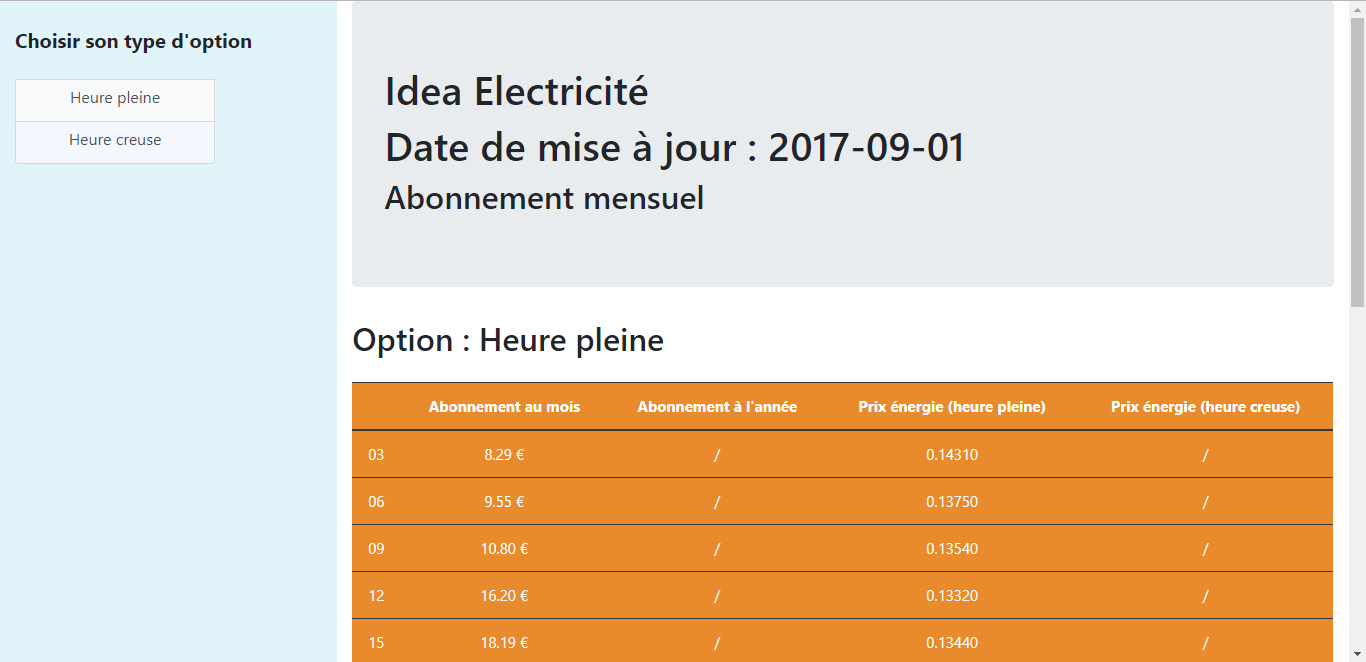 Choisir son type d'option
Heure pleine
Heure creuse
Idea Electricité
Date de mise à jour : 2017-09-01
Abonnement mensuel
Option : Heure pleine
Abonnement au mois Abonnement à l'année Prix énergie (heure pleine) Prix énergie (heure creuse)
03 8.29 € / 0.14310 /
06 9.55 € / 0.13750 /
09 10.80 € / 0.13540 /
12 16.20 € / 0.13320 /
15 18.19 € / 0.13440 /